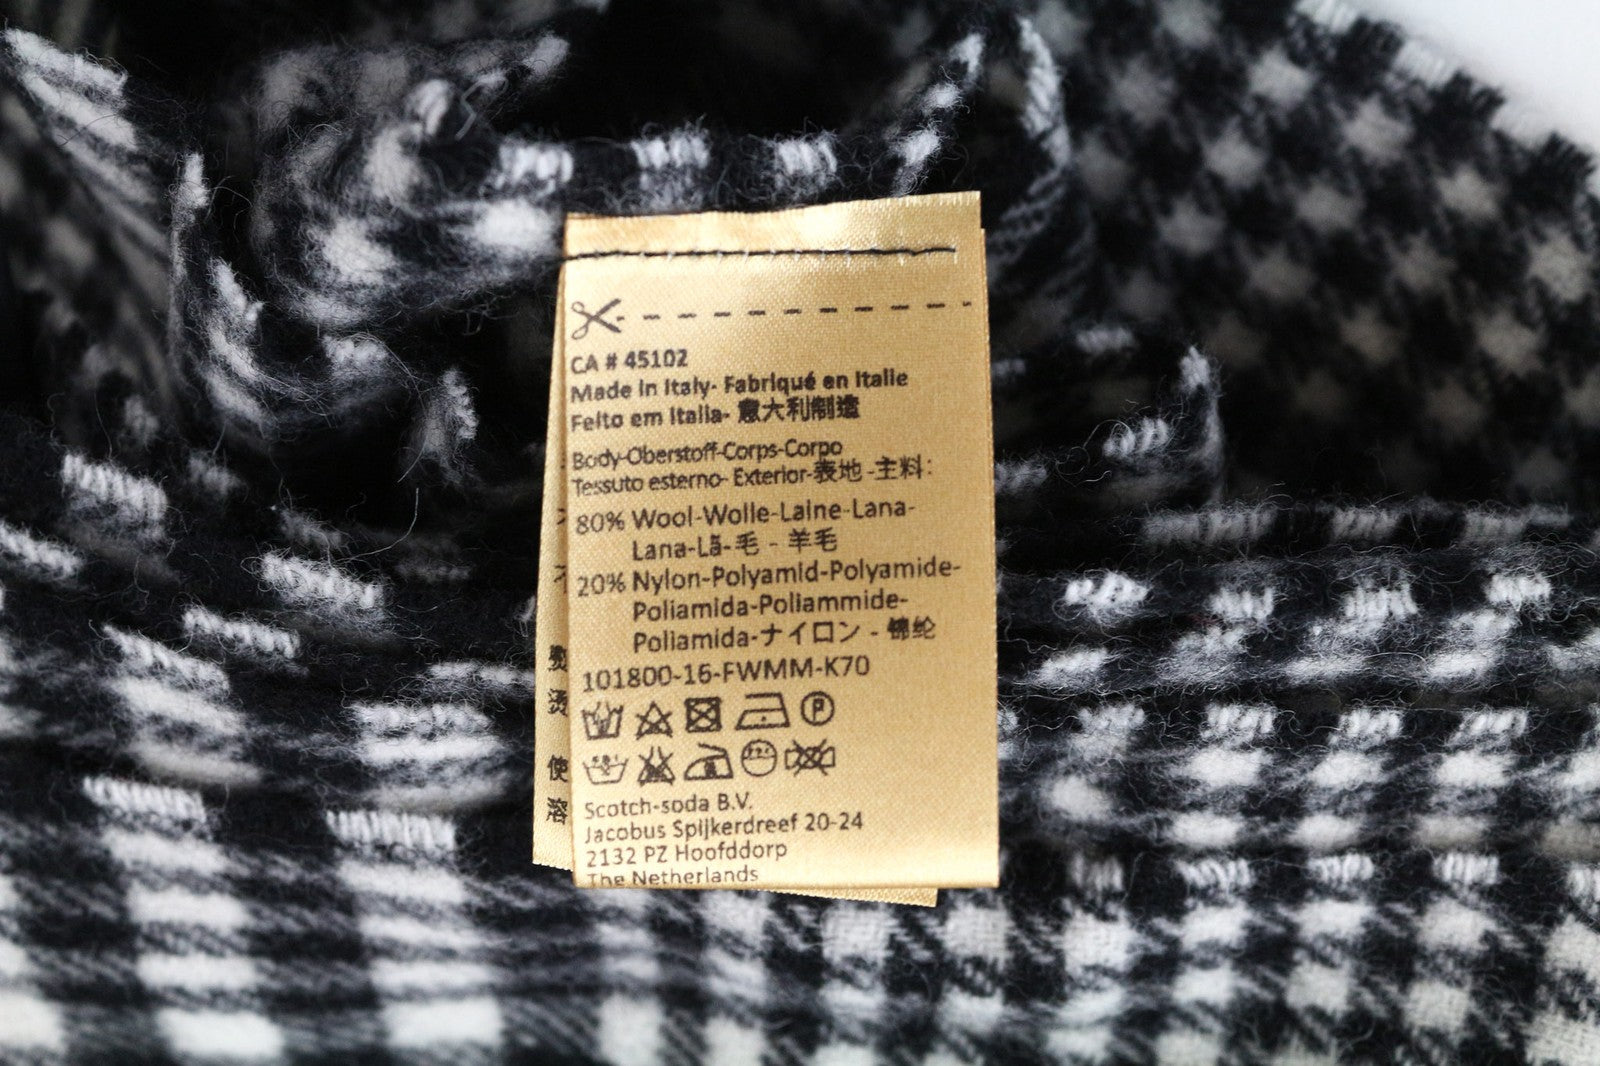 CA # 45102
Made in Italy- Fabriqué en Italie
Feito em Italia- 意大利制造
Body-Oberstoff-Corps-Corpo
Tessuto esterno- Exterior-表地 -主料:
80% Wool-Wolle-Laine-Lana-
Lana-Lã-毛 - 羊毛
20% Nylon-Polyamid-Polyamide-
Poliamida-Poliammide-
Poliamida-ナイロン - 锦纶
101800-16-FWMM-K70
P
Scotch-soda B.V.
Jacobus Spijkerdreef 20-24
2132 PZ Hoofddorp
The Netherlands
烫
使
溶